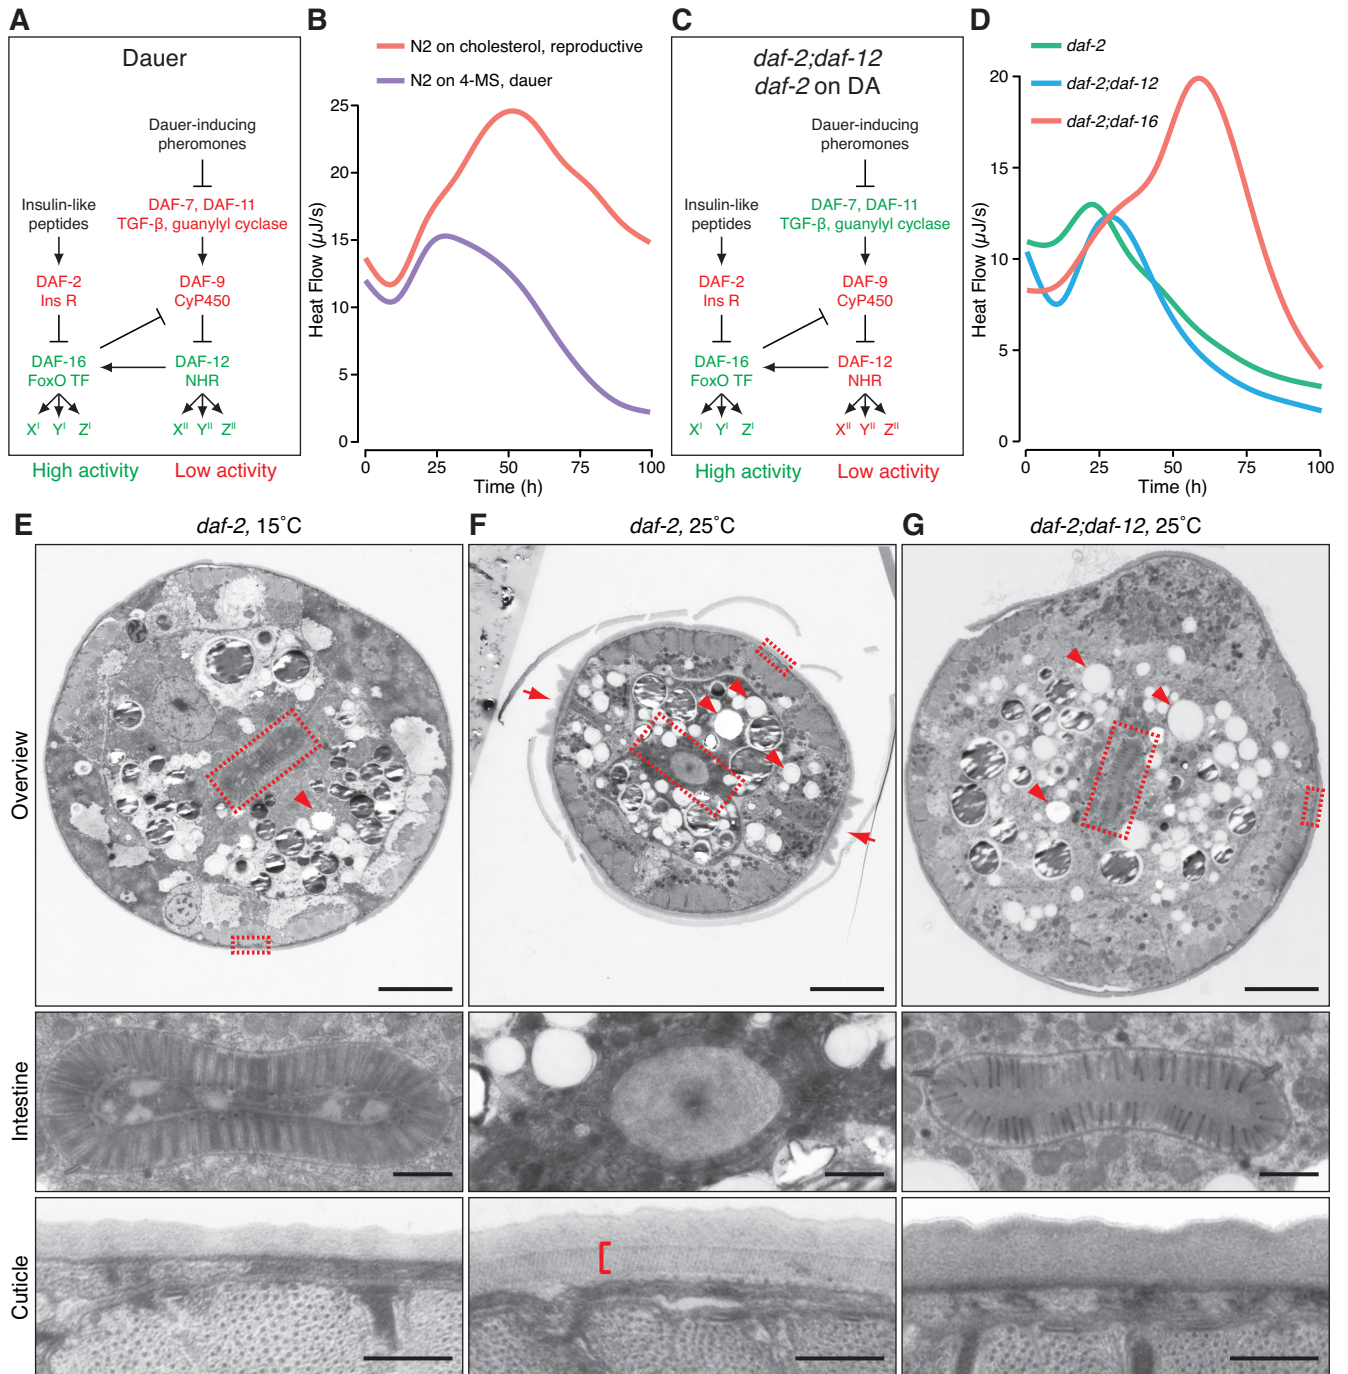 A
Dauer
Dauer-inducing
pheromones
Insulin-like
peptides
DAF-7, DAF-11
TGF-β, guanylyl cyclase
DAF-2
Ins R
DAF-9
CyP450
DAF-16
FoxO TF
DAF-12
NHR
X^I Y^I Z^I
X^II Y^II Z^II
High activity
Low activity
B
N2 on cholesterol, reproductive
N2 on 4-MS, dauer
Heat Flow (µJ/s)
25
20
15
10
5
0
0 25 50 75 100
Time (h)
C
daf-2;daf-12
daf-2 on DA
Dauer-inducing
pheromones
Insulin-like
peptides
DAF-7, DAF-11
TGF-β, guanylyl cyclase
DAF-2
Ins R
DAF-9
CyP450
DAF-16
FoxO TF
DAF-12
NHR
X^I Y^I Z^I
X^II Y^II Z^II
High activity
Low activity
D
daf-2
daf-2;daf-12
daf-2;daf-16
Heat Flow (µJ/s)
20
15
10
5
0
0 25 50 75 100
Time (h)
E
daf-2, 15˚C
F
daf-2, 25˚C
G
daf-2;daf-12, 25˚C
Overview
Intestine
Cuticle